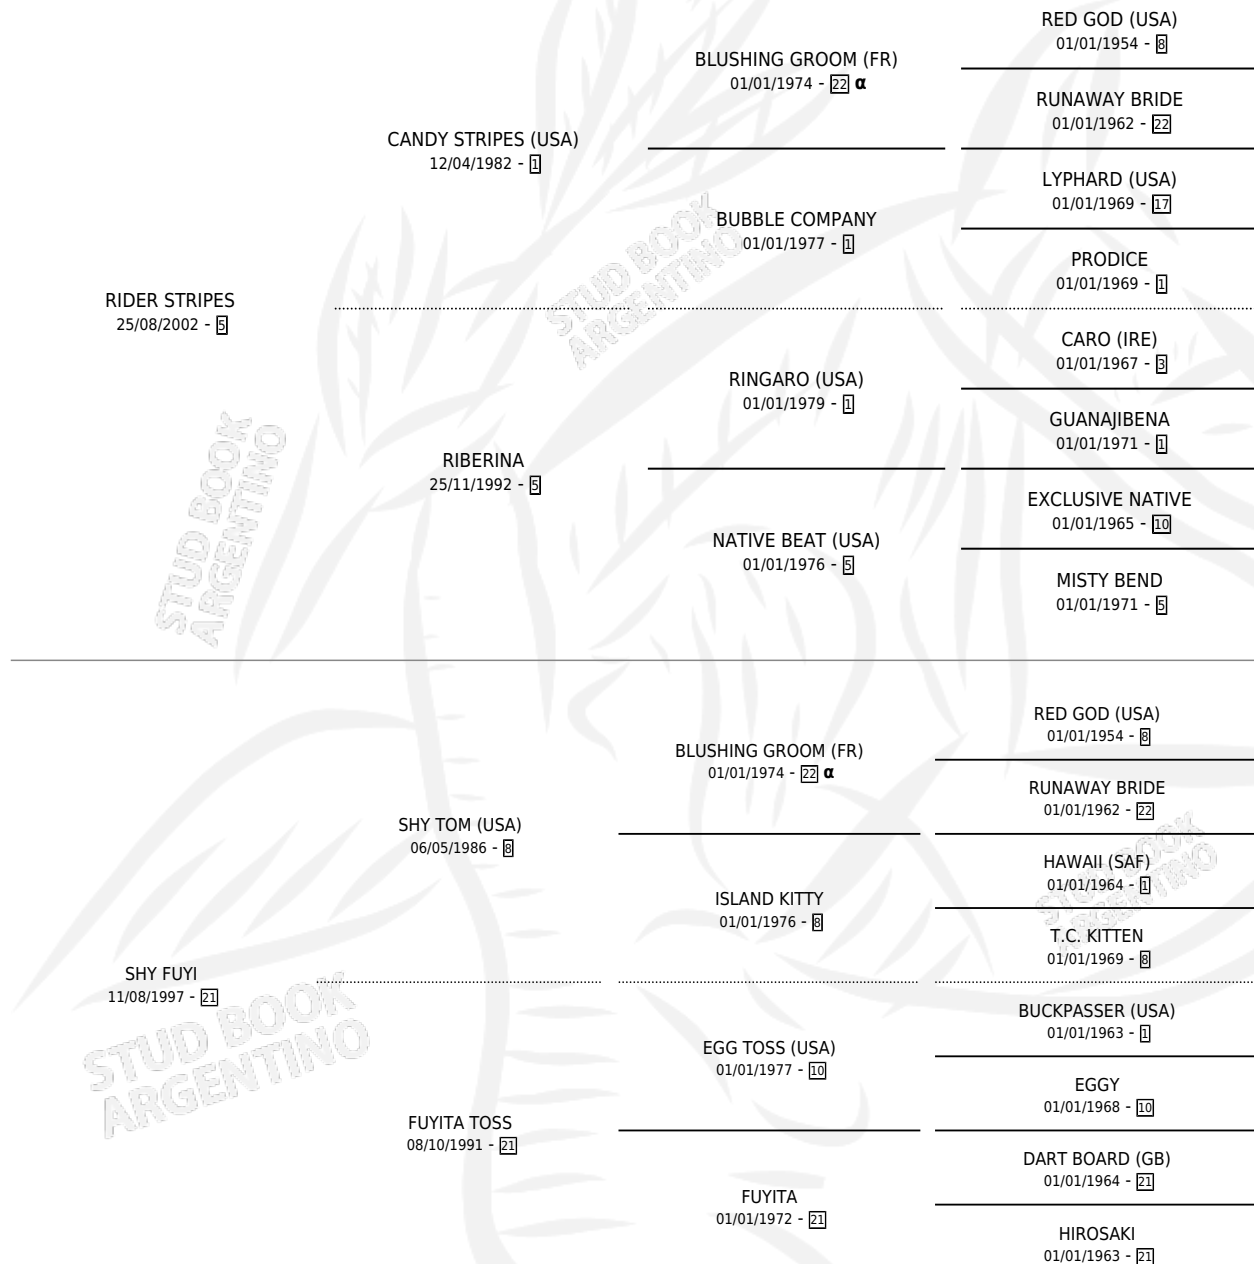 RED GOD (USA)
01/01/1954 - 8
BLUSHING GROOM (FR)
01/01/1974 - 22 α
RUNAWAY BRIDE
01/01/1962 - 22
CANDY STRIPES (USA)
12/04/1982 - 1
LYPHARD (USA)
01/01/1969 - 17
BUBBLE COMPANY
01/01/1977 - 1
PRODICE
01/01/1969 - 1
RIDER STRIPES
25/08/2002 - 5
CARO (IRE)
01/01/1967 - 3
RINGARO (USA)
01/01/1979 - 1
GUANAJIBENA
01/01/1971 - 1
RIBERINA
25/11/1992 - 5
EXCLUSIVE NATIVE
01/01/1965 - 10
NATIVE BEAT (USA)
01/01/1976 - 5
MISTY BEND
01/01/1971 - 5
STUD BOOK
ARGENTINO
STUD BOOK
ARGENTINO
RED GOD (USA)
01/01/1954 - 8
BLUSHING GROOM (FR)
01/01/1974 - 22 α
RUNAWAY BRIDE
01/01/1962 - 22
SHY TOM (USA)
06/05/1986 - 8
HAWAII (SAF)
01/01/1964 - 1
ISLAND KITTY
01/01/1976 - 8
T.C. KITTEN
01/01/1969 - 8
SHY FUYI
11/08/1997 - 21
BUCKPASSER (USA)
01/01/1963 - 1
EGG TOSS (USA)
01/01/1977 - 10
EGGY
01/01/1968 - 10
FUYITA TOSS
08/10/1991 - 21
DART BOARD (GB)
01/01/1964 - 21
FUYITA
01/01/1972 - 21
HIROSAKI
01/01/1963 - 21
STUD BOOK
ARGENTINO
STUD BOOK
ARGENTINO